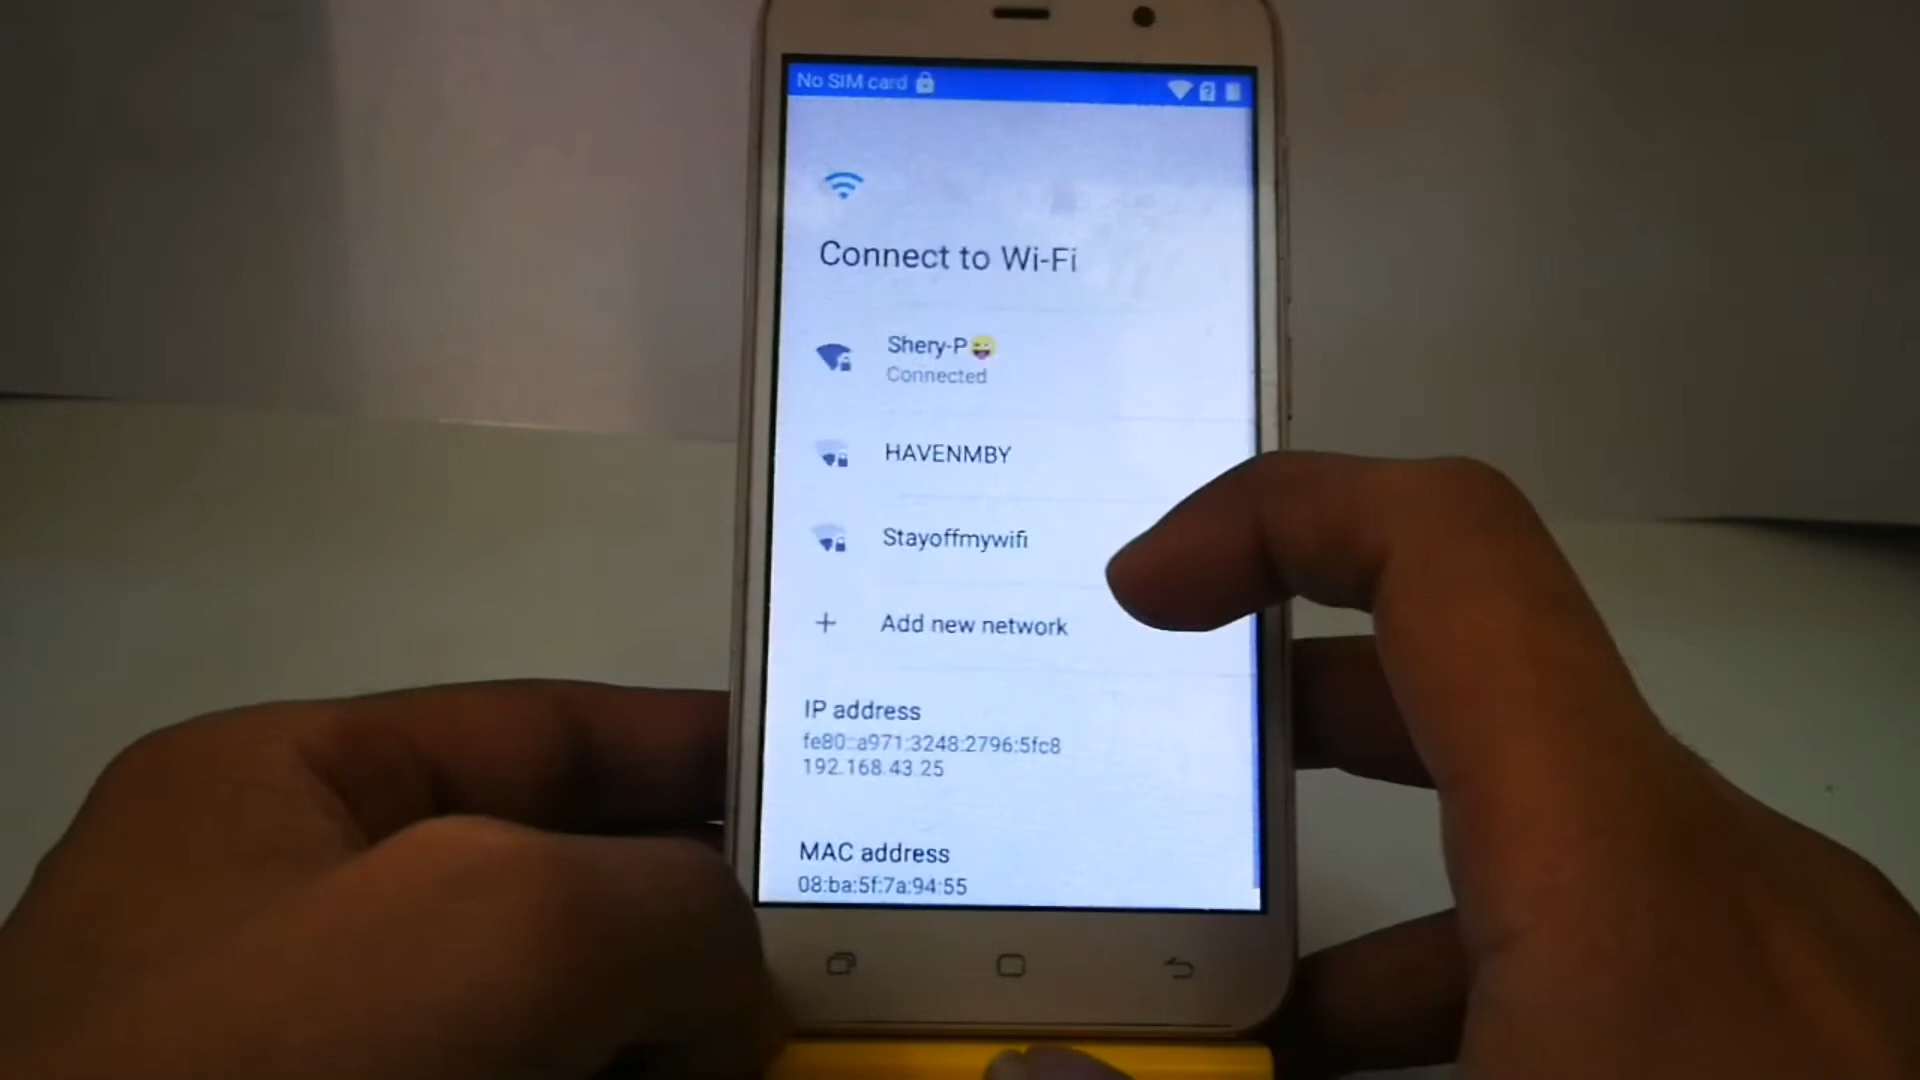 No SIM card
Connect to Wi-Fi
Shery-P😜
Connected
HAVENMBY
Stayoffmywifi
+ Add new network
IP address
fe80::a971:3248:2796:5fc8
192.168.43.25
MAC address
08:ba:5f:7a:94:55